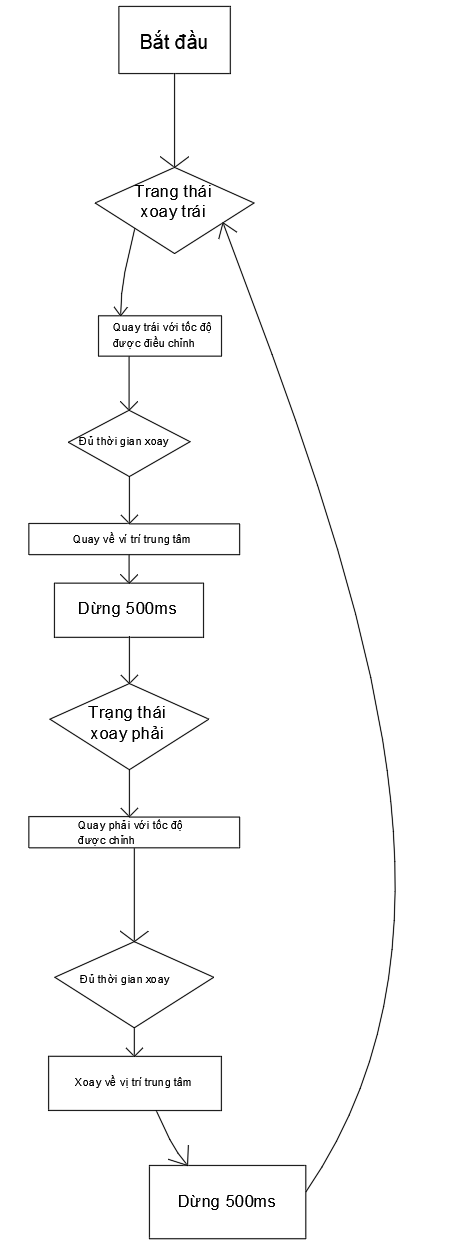 Bắt đầu
Trang thái
xoay trái
Quay trái với tốc độ
được điều chỉnh
Đủ thời gian xoay
Quay về ví trí trung tâm
Dừng 500ms
Trạng thái
xoay phải
Quay phải với tốc độ
được chỉnh
Đủ thời gian xoay
Xoay về vị trí trung tâm
Dừng 500ms